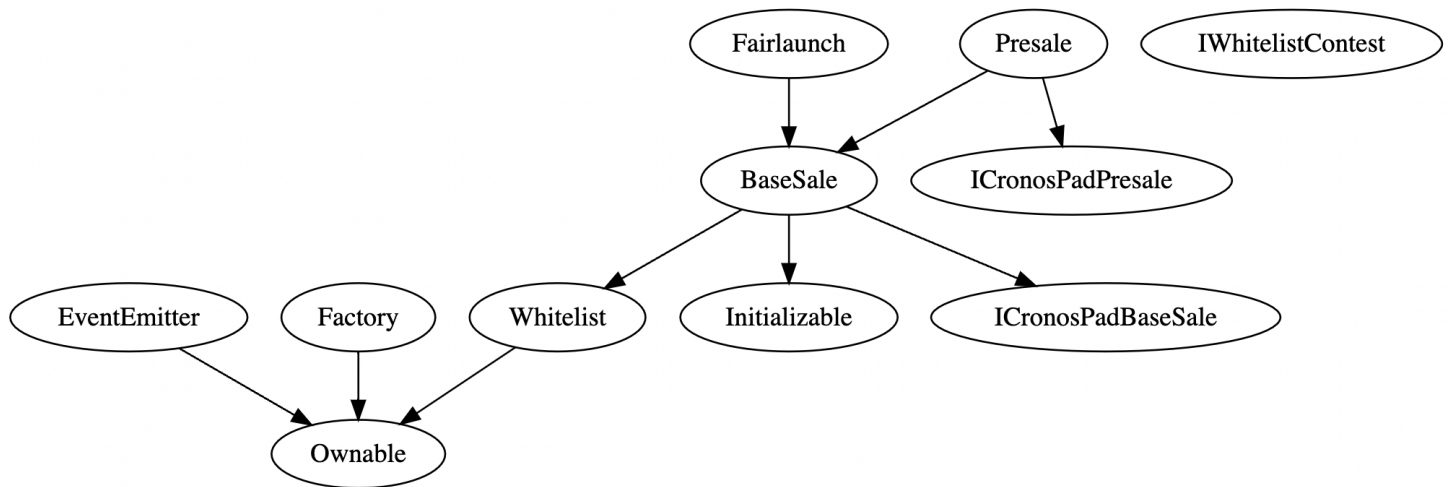 Fairlaunch
Presale
IWhitelistContest
BaseSale
ICronosPadPresale
EventEmitter
Factory
Whitelist
Initializable
ICronosPadBaseSale
Ownable